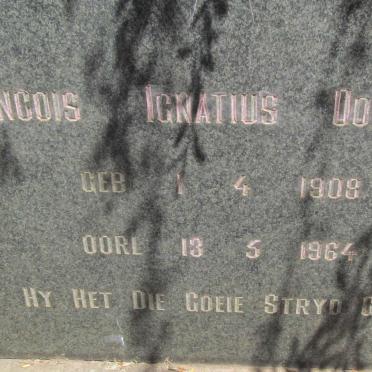 NCOIS IGNATIUS DO
GEB 1 4 1908
OORL 13 5 1964
HY HET DIE GOEIE STRYD G